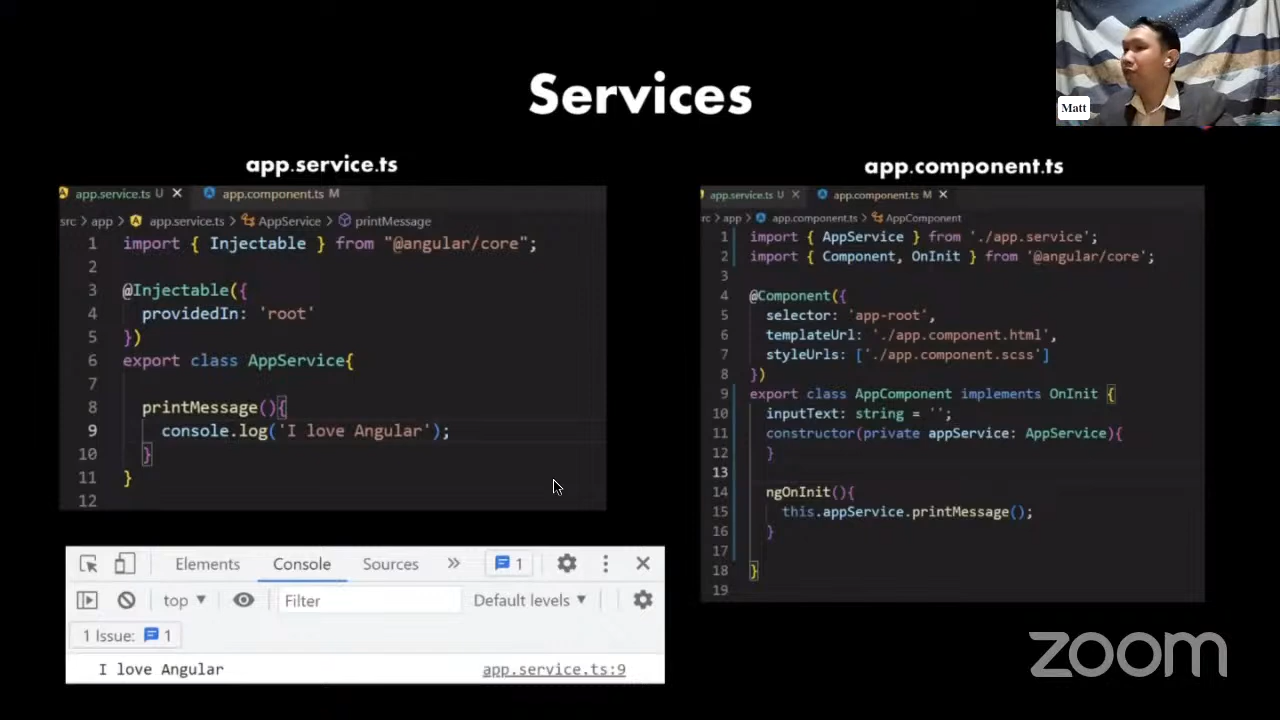 Services
Matt
app.service.ts
app.service.ts U
app.component.ts M
src > app > app.service.ts > AppService > printMessage
1 import { Injectable } from "@angular/core";
2
3 @Injectable({
4 providedIn: 'root'
5 })
6 export class AppService{
7
8 printMessage(){
9 console.log('I love Angular');
10 }
11 }
12
Elements Console Sources » 1
top ▼ Filter Default levels ▼
1 Issue: 1
I love Angular app.service.ts:9
app.component.ts
app.service.ts U app.component.ts M
rc > app > app.component.ts > AppComponent
1 import { AppService } from './app.service';
2 import { Component, OnInit } from '@angular/core';
3
4 @Component({
5 selector: 'app-root',
6 templateUrl: './app.component.html',
7 styleUrls: ['./app.component.scss']
8 })
9 export class AppComponent implements OnInit {
10 inputText: string = '';
11 constructor(private appService: AppService){
12 }
13
14 ngOnInit(){
15 this.appService.printMessage();
16 }
17
18 }
19
zoom